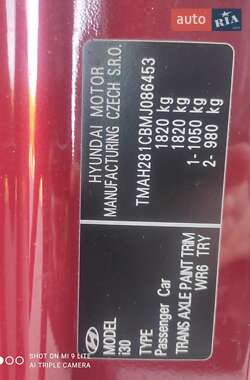 AUTO.RIA
HYUNDAI MOTOR
MANUFACTURING CZECH S.R.O.
TMAH281CBMJ086453
1820 kg
1820 kg
1- 1050 kg
2- 980 kg
MODEL
i30
TYPE
Passenger Car
TRANS AXLE PAINT TRIM
WR6 TRY
SHOT ON MI 9 LITE
AI TRIPLE CAMERA